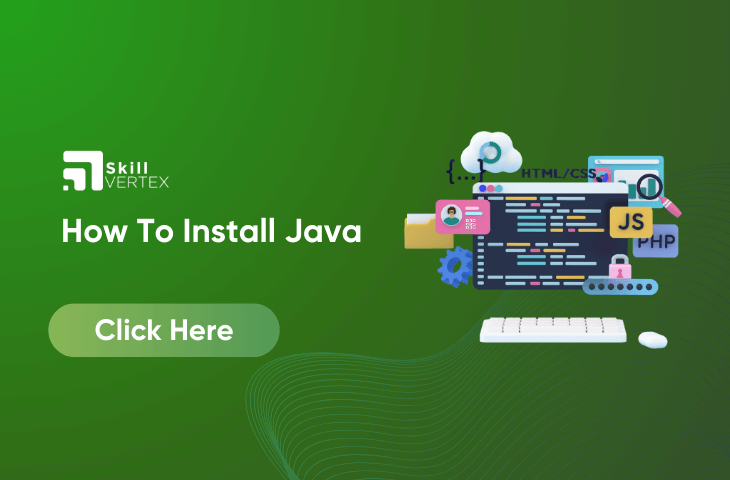 Skill
VERTEX
How To Install Java
Click Here
{...}
HTML/CSS
JS
PHP